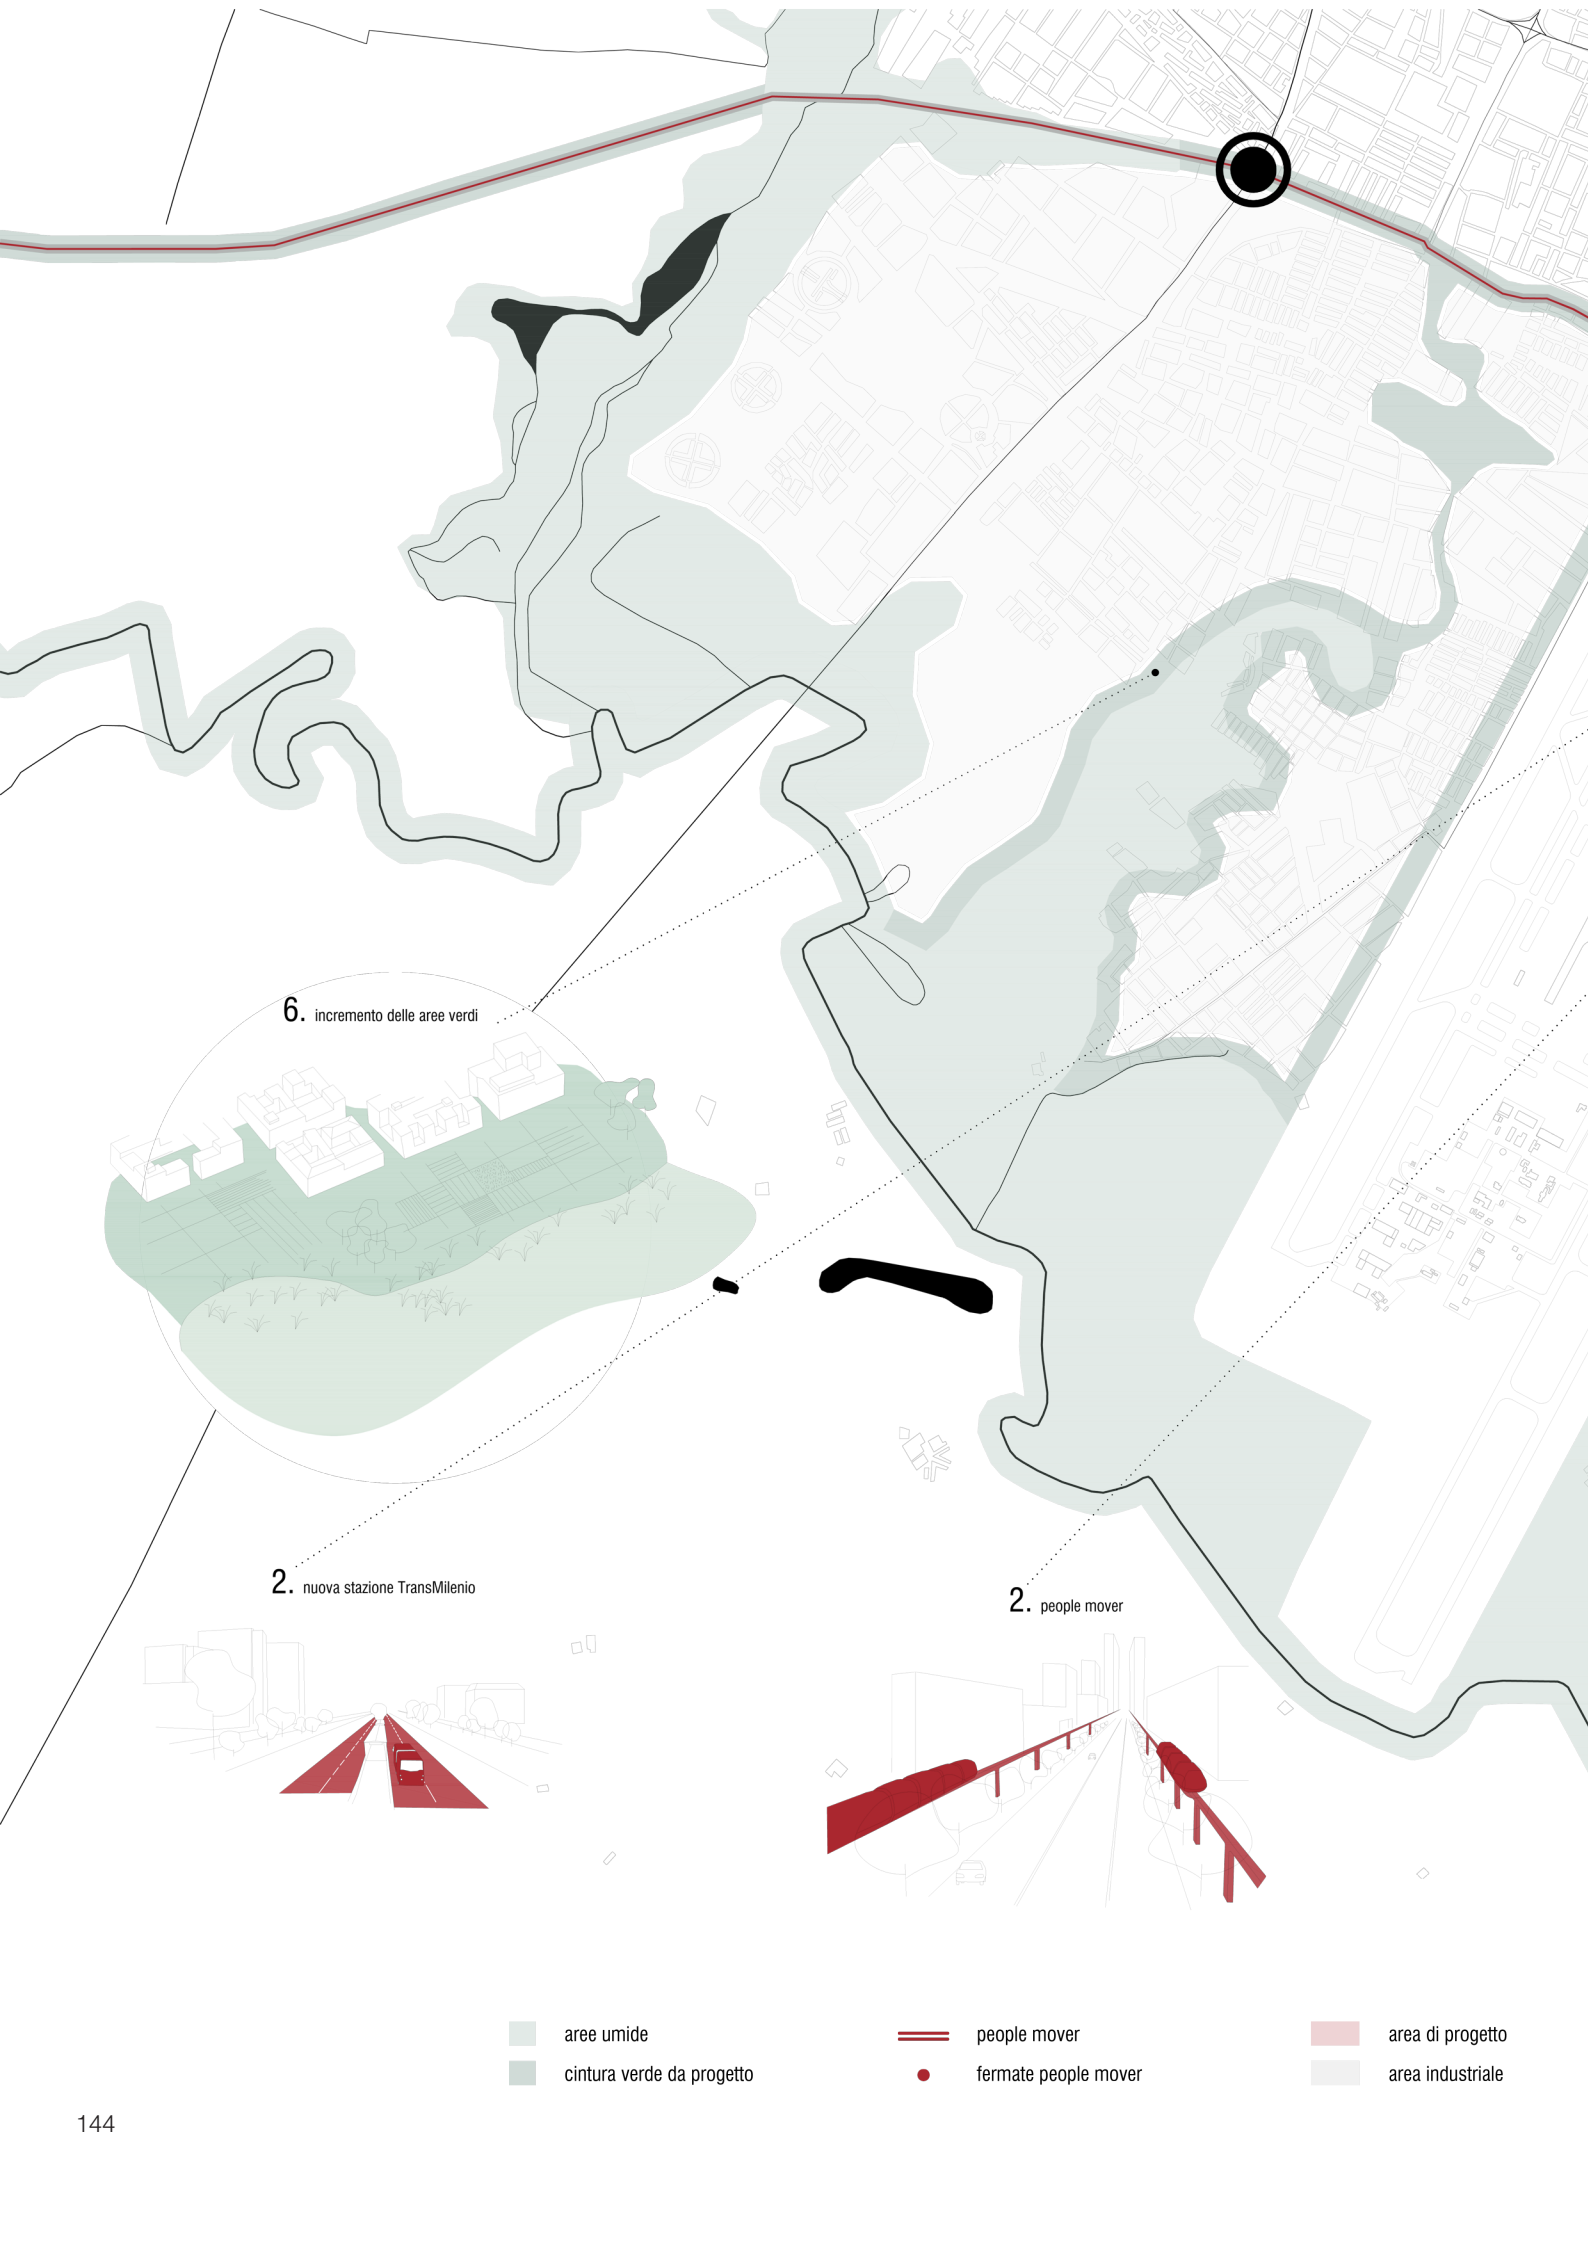 6. incremento delle aree verdi
2. nuova stazione TransMilenio
2. people mover
aree umide
cintura verde da progetto
people mover
fermate people mover
area di progetto
area industriale
144